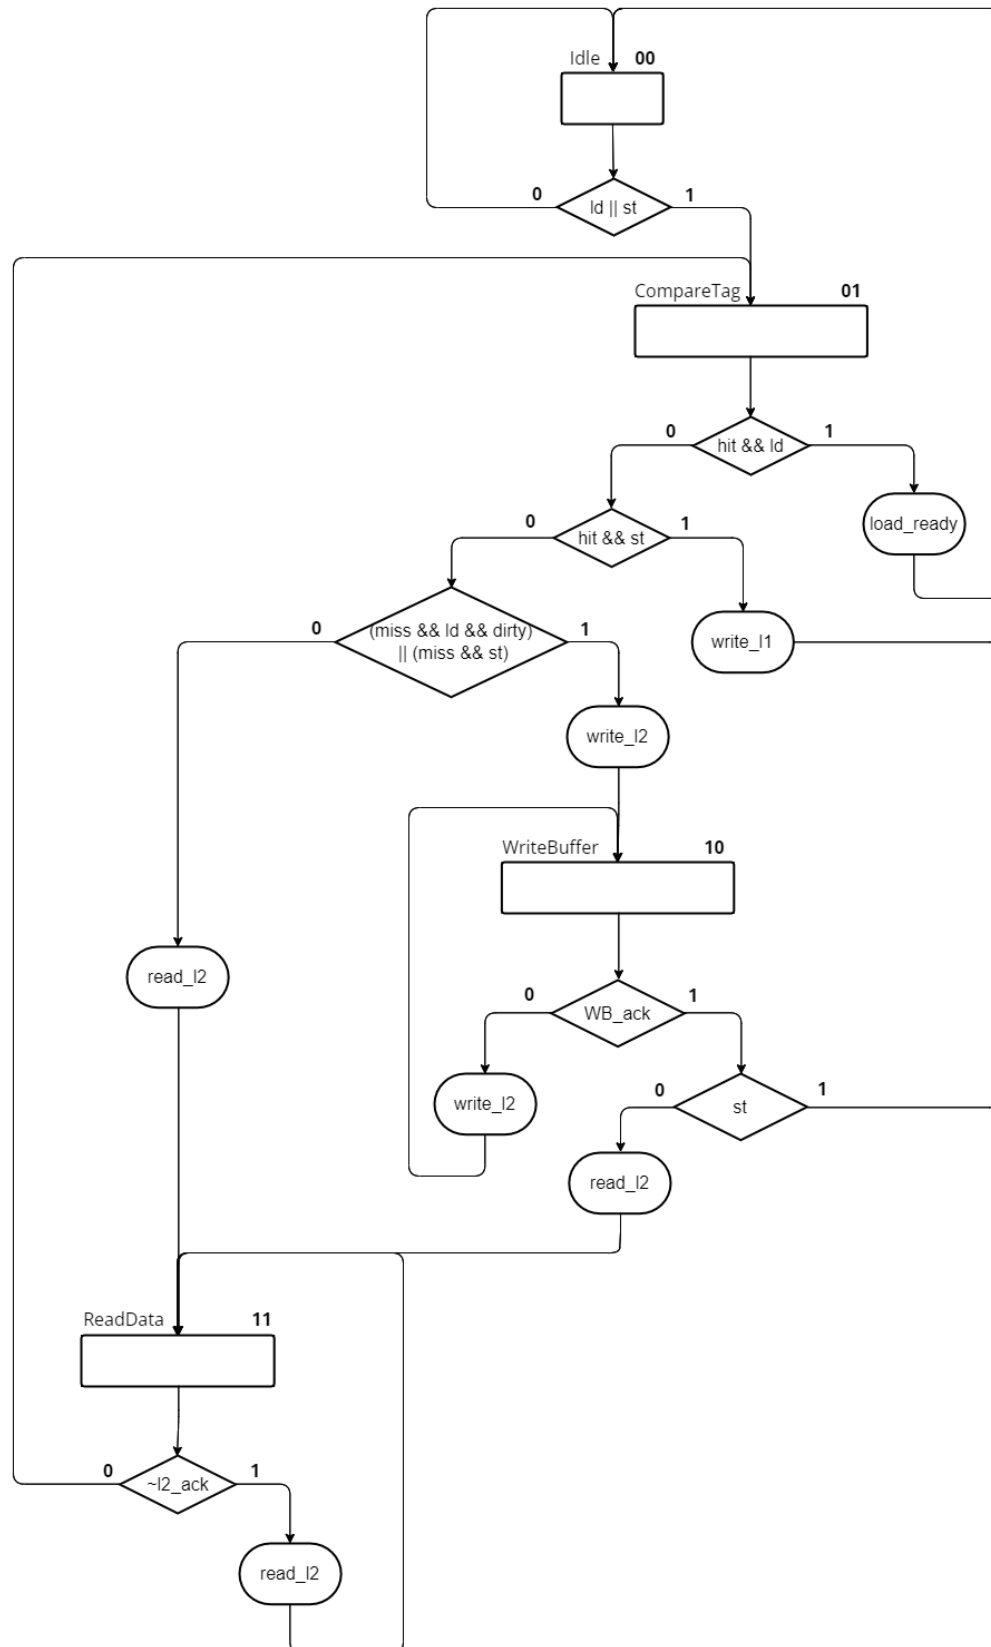 Idle 00
0 1
ld || st
CompareTag 01
0 1
hit && ld
0 1
hit && st
load_ready
0 1
(miss && ld && dirty)
|| (miss && st)
write_l1
write_l2
WriteBuffer 10
read_l2
0 1
WB_ack
0 1
write_l2
st
read_l2
ReadData 11
0 1
~l2_ack
read_l2